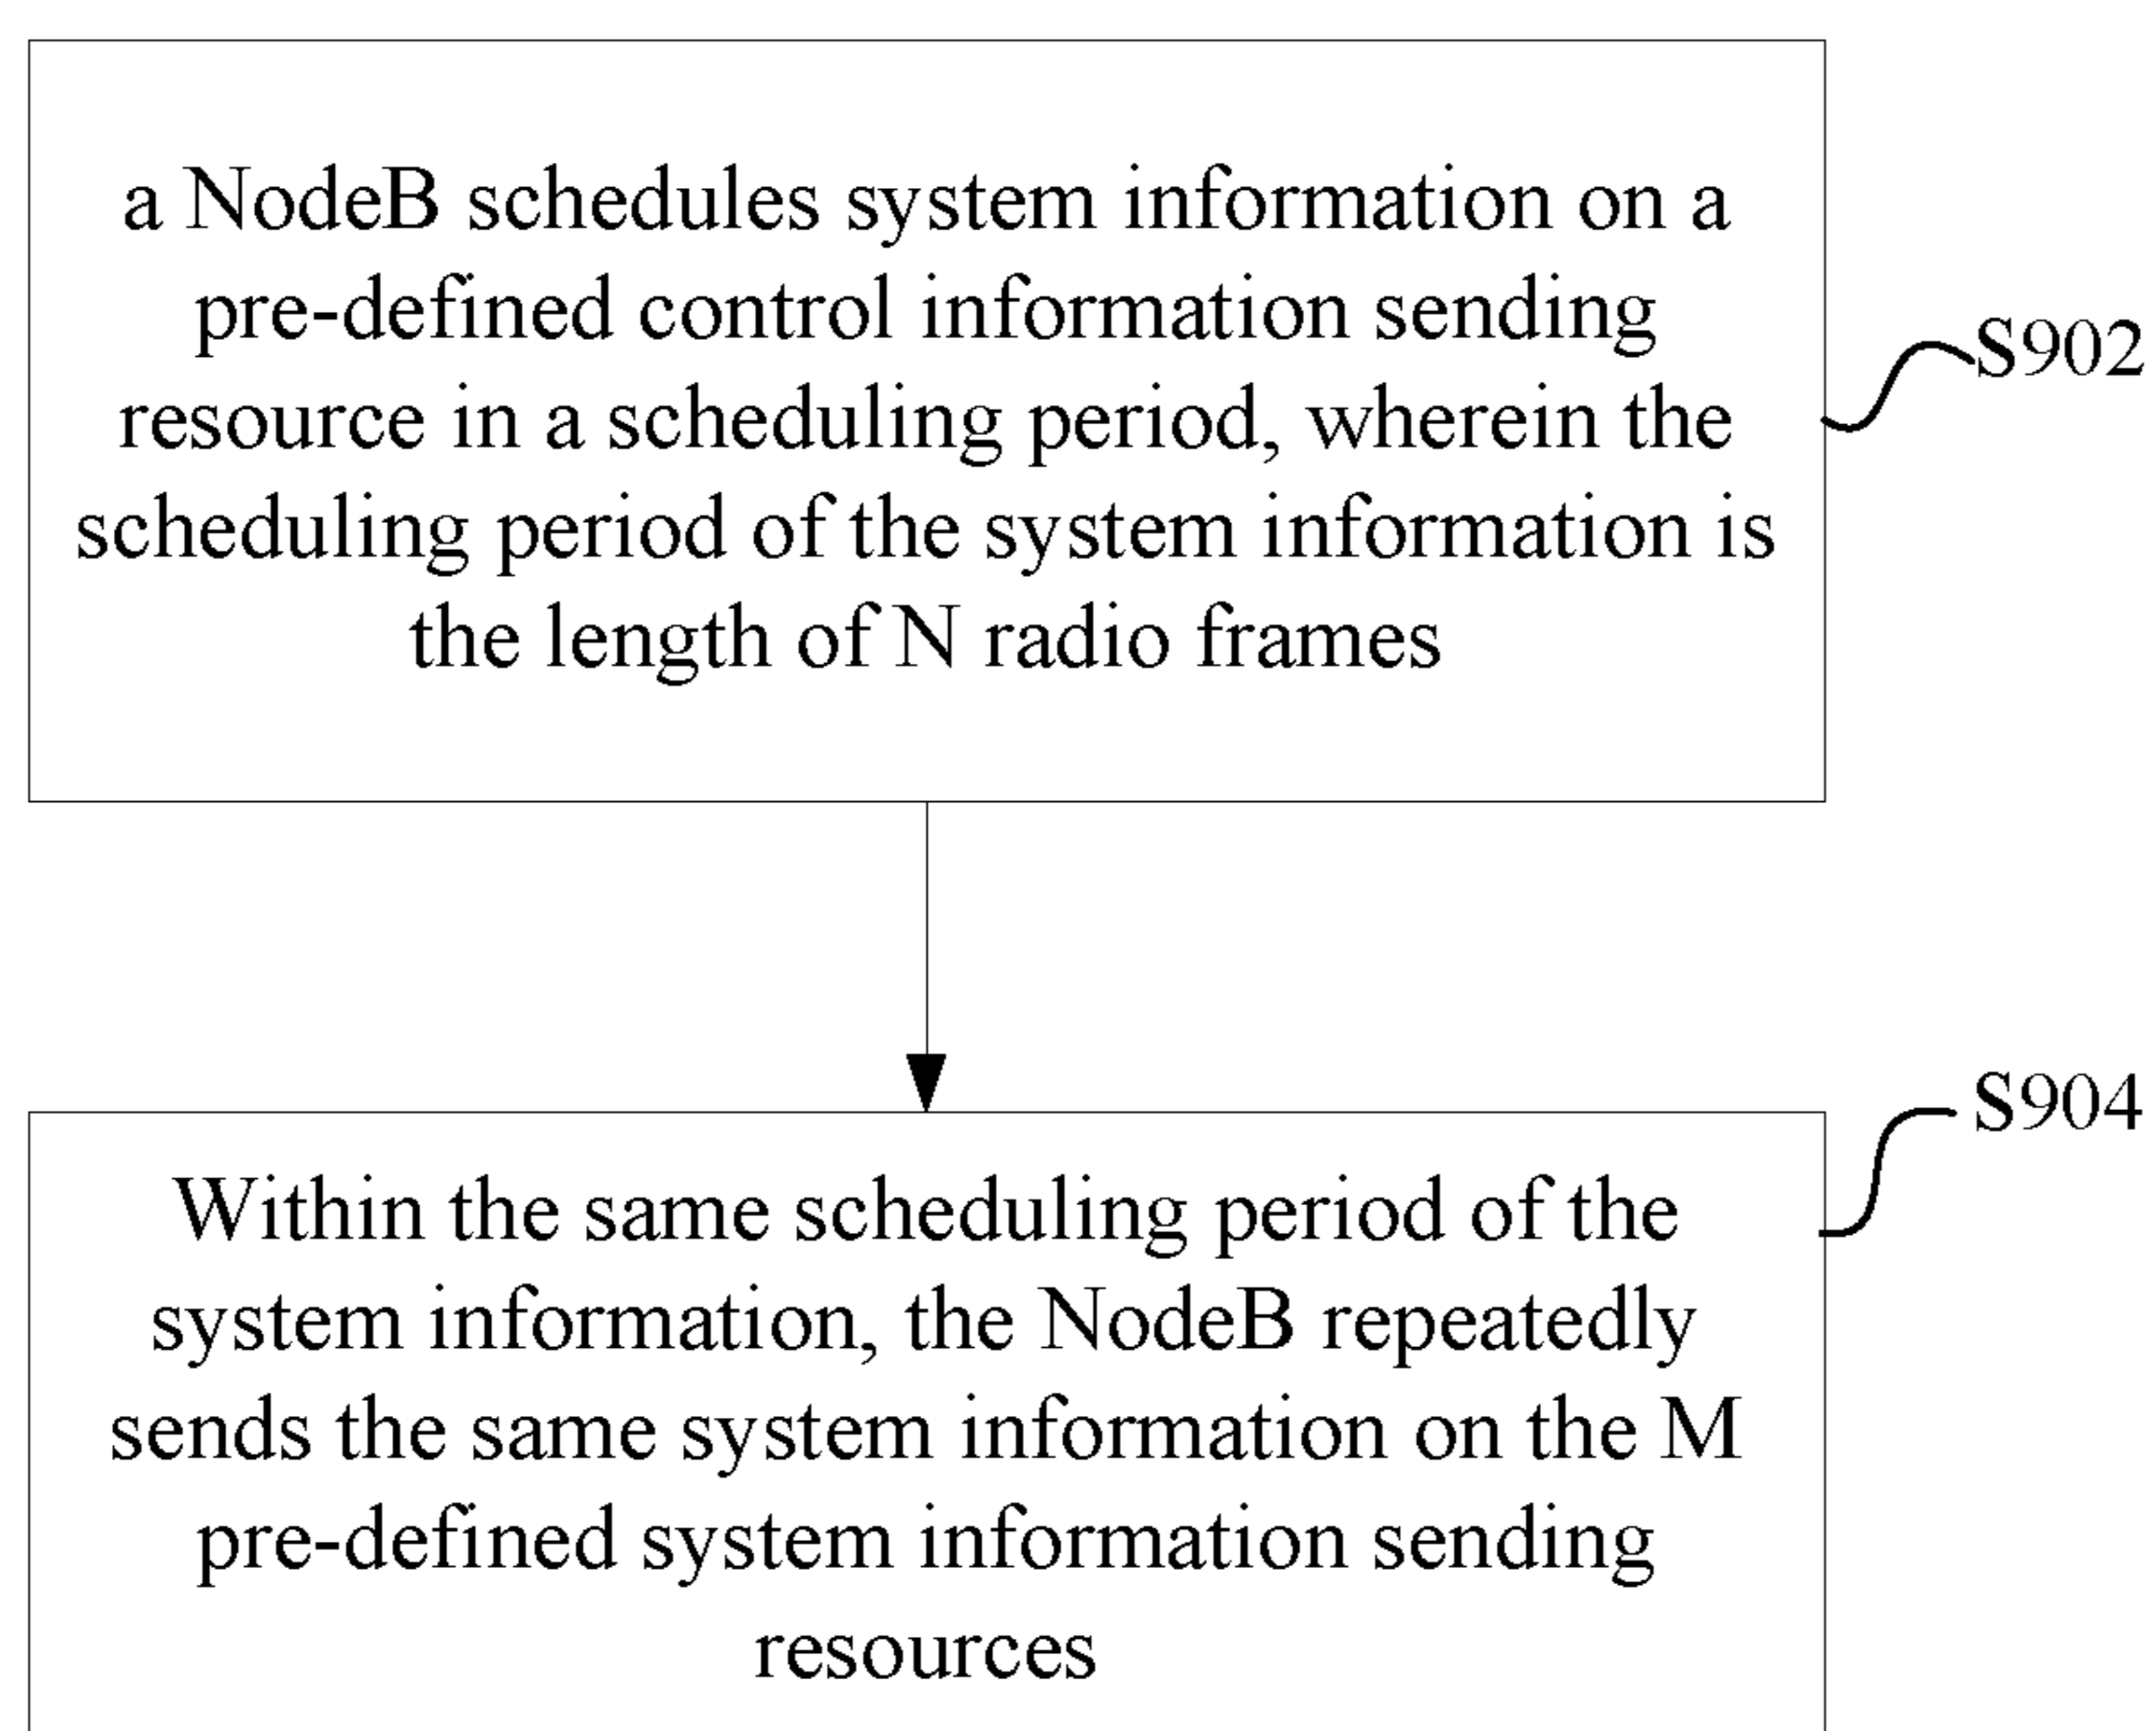 a NodeB schedules system information on a
pre-defined control information sending
resource in a scheduling period, wherein the
scheduling period of the system information is
the length of N radio frames
S902
S904
Within the same scheduling period of the
system information, the NodeB repeatedly
sends the same system information on the M
pre-defined system information sending
resources